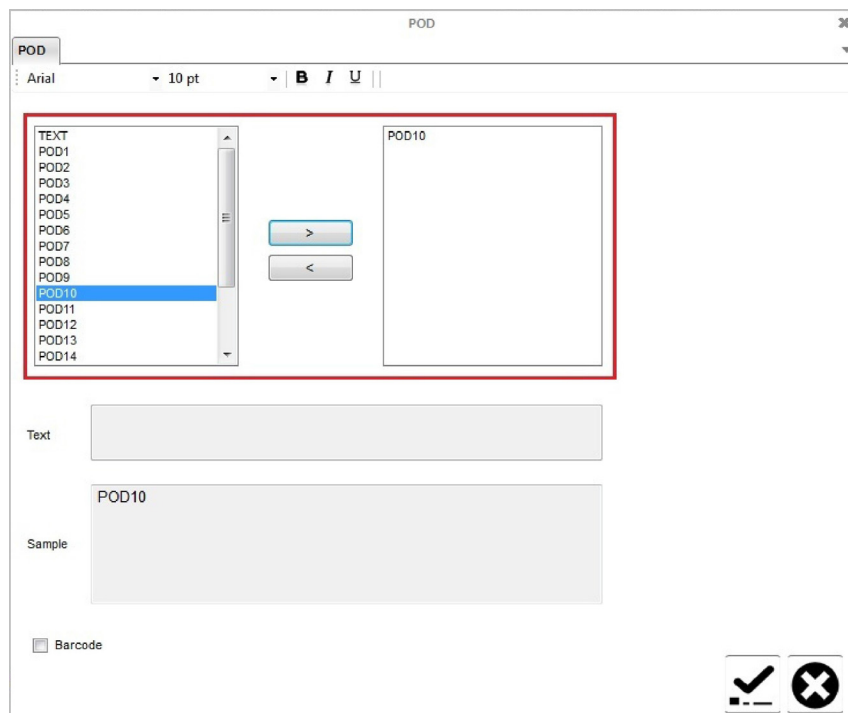 POD
POD
Arial 10 pt B I U
TEXT
POD1
POD2
POD3
POD4
POD5
POD6
POD7
POD8
POD9
POD10
POD11
POD12
POD13
POD14
>
<
POD10
Text
Sample
POD10
Barcode